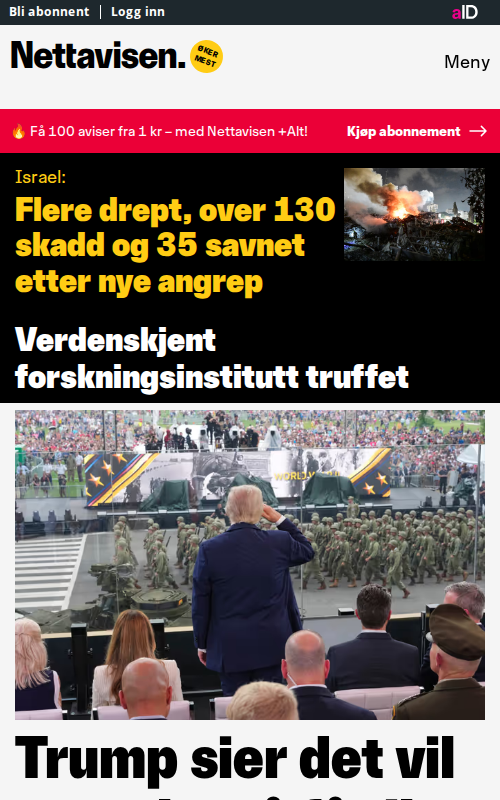 Bli abonnent
Logg inn
aID
Nettavisen.
ØKER
MEST
Meny
🔥 Få 100 aviser fra 1 kr – med Nettavisen +Alt!
Kjøp abonnement →
Israel:
Flere drept, over 130
skadd og 35 savnet
etter nye angrep
Verdenskjent
forskningsinstitutt truffet
Trump sier det vil